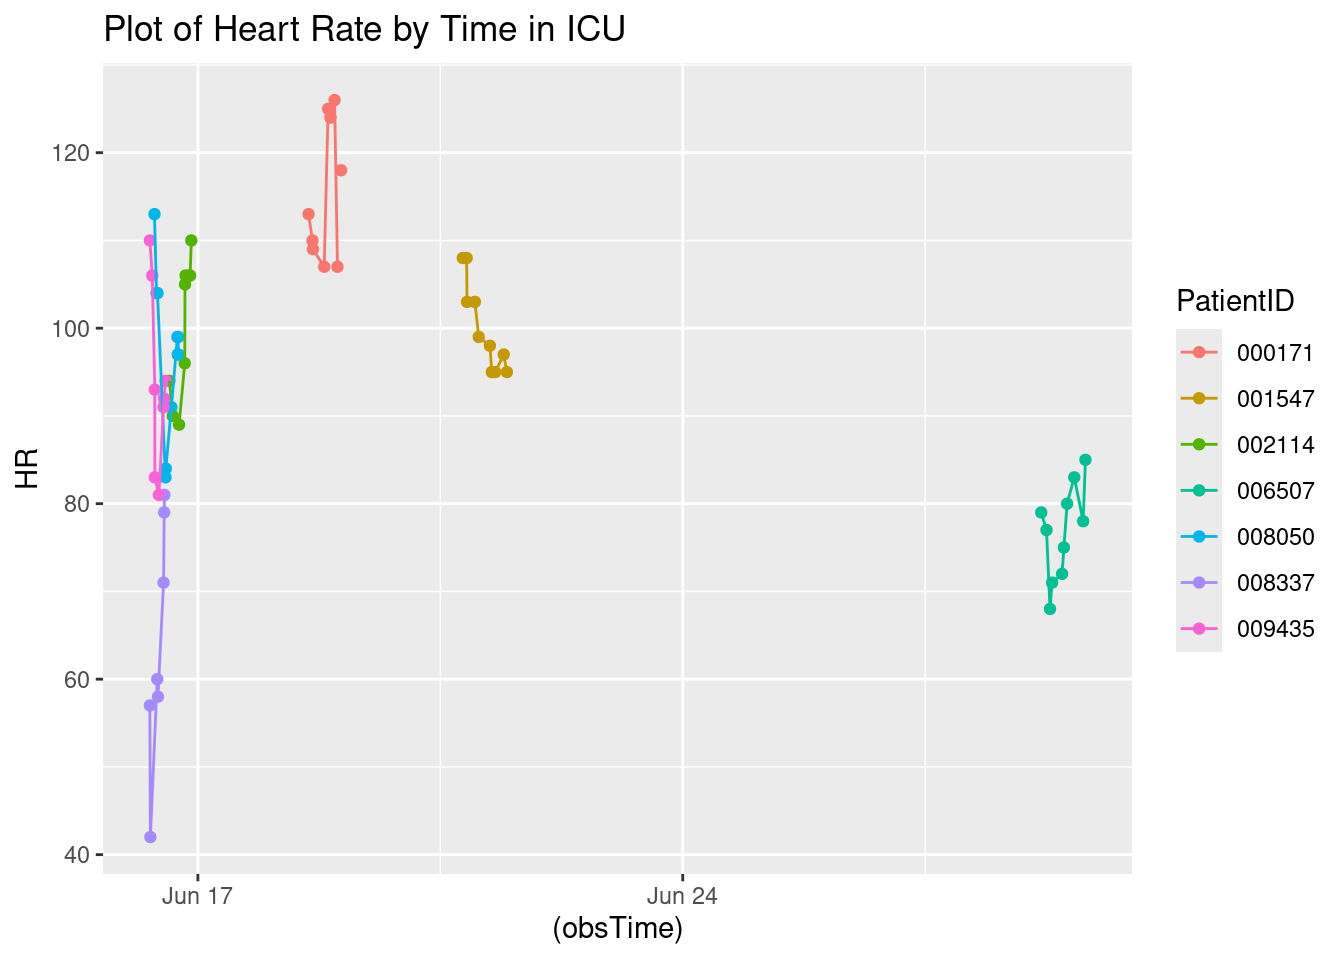 Plot of Heart Rate by Time in ICU
120
100
80
60
40
HR
Jun 17
Jun 24
(obsTime)
PatientID
000171
001547
002114
006507
008050
008337
009435